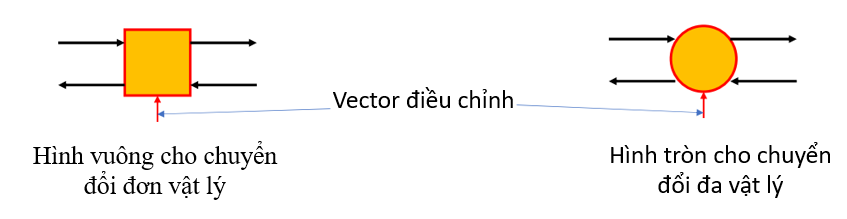 Vector điều chỉnh
Hình vuông cho chuyển
đổi đơn vật lý
Hình tròn cho chuyển
đổi đa vật lý